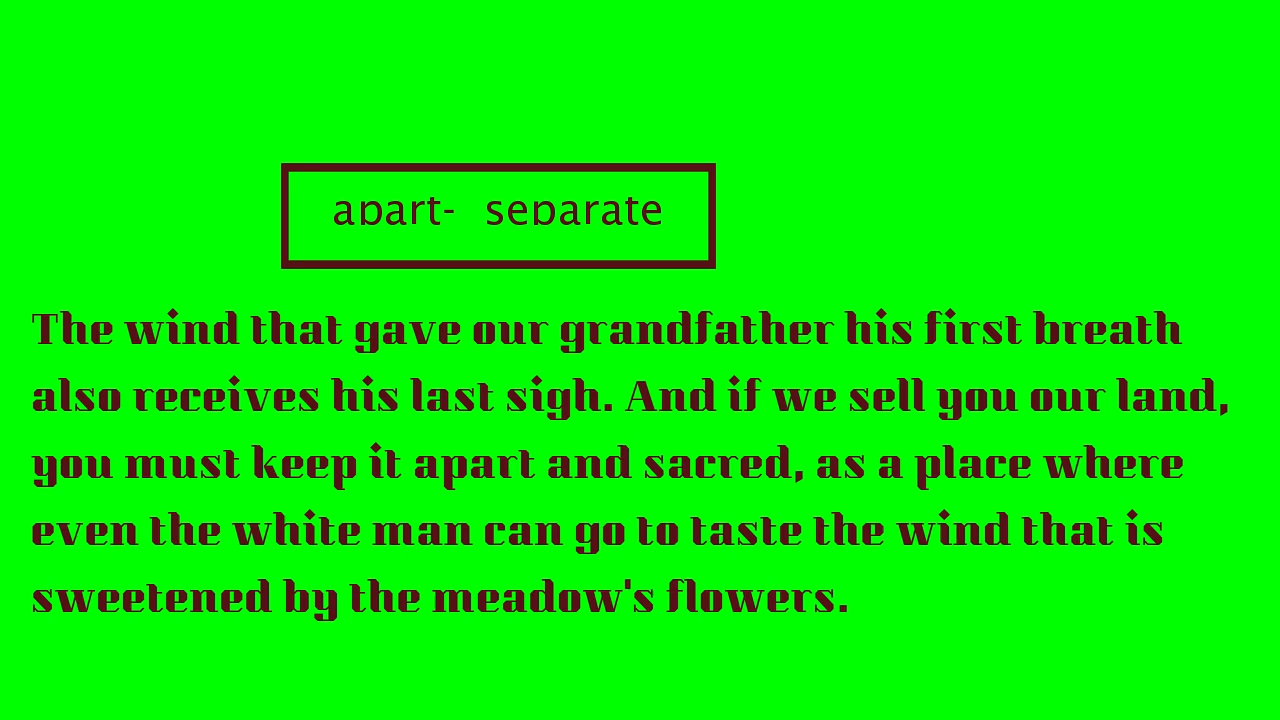 apart- separate
The wind that gave our grandfather his first breath
also receives his last sigh. And if we sell you our land,
you must keep it apart and sacred, as a place where
even the white man can go to taste the wind that is
sweetened by the meadow's flowers.